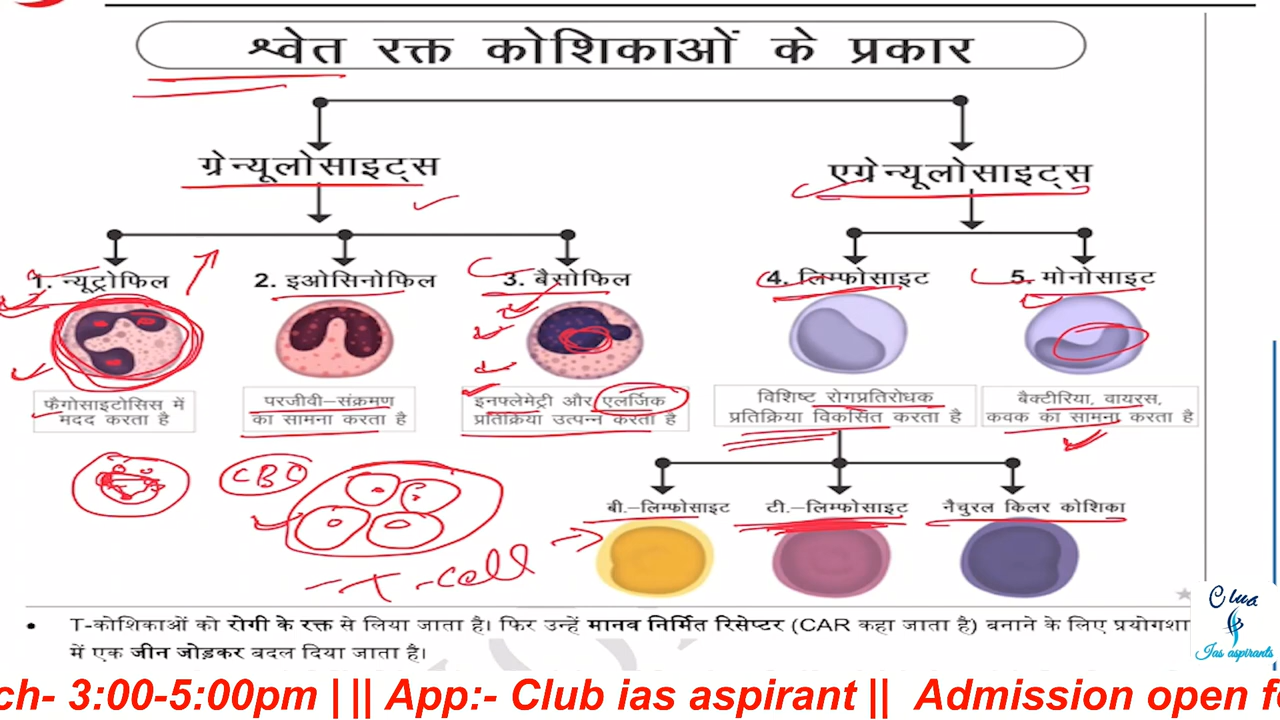 श्वेत रक्त कोशिकाओं के प्रकार
ग्रेन्यूलोसाइट्स
एग्रेन्यूलोसाइट्स
1. न्यूट्रोफिल
2. इओसिनोफिल
3. बैसोफिल
4. लिम्फोसाइट
5. मोनोसाइट
फैगोसाइटोसिस में
मदद करता है
परजीवी–संक्रमण
का सामना करता है
इनफ्लेमेट्री और एलर्जिक
प्रतिक्रिया उत्पन्न करता है
विशिष्ट रोगप्रतिरोधक
प्रतिक्रिया विकसित करता है
बैक्टीरिया, वायरस,
कवक का सामना करता है
CBC
T-cell
बी.–लिम्फोसाइट
टी.–लिम्फोसाइट
नैचुरल किलर कोशिका
• T-कोशिकाओं को रोगी के रक्त से लिया जाता है। फिर उन्हें मानव निर्मित रिसेप्टर (CAR कहा जाता है) बनाने के लिए प्रयोगशा
में एक जीन जोड़कर बदल दिया जाता है।
Club
Ias aspirants
ch- 3:00-5:00pm | || App:- Club ias aspirant || Admission open fo